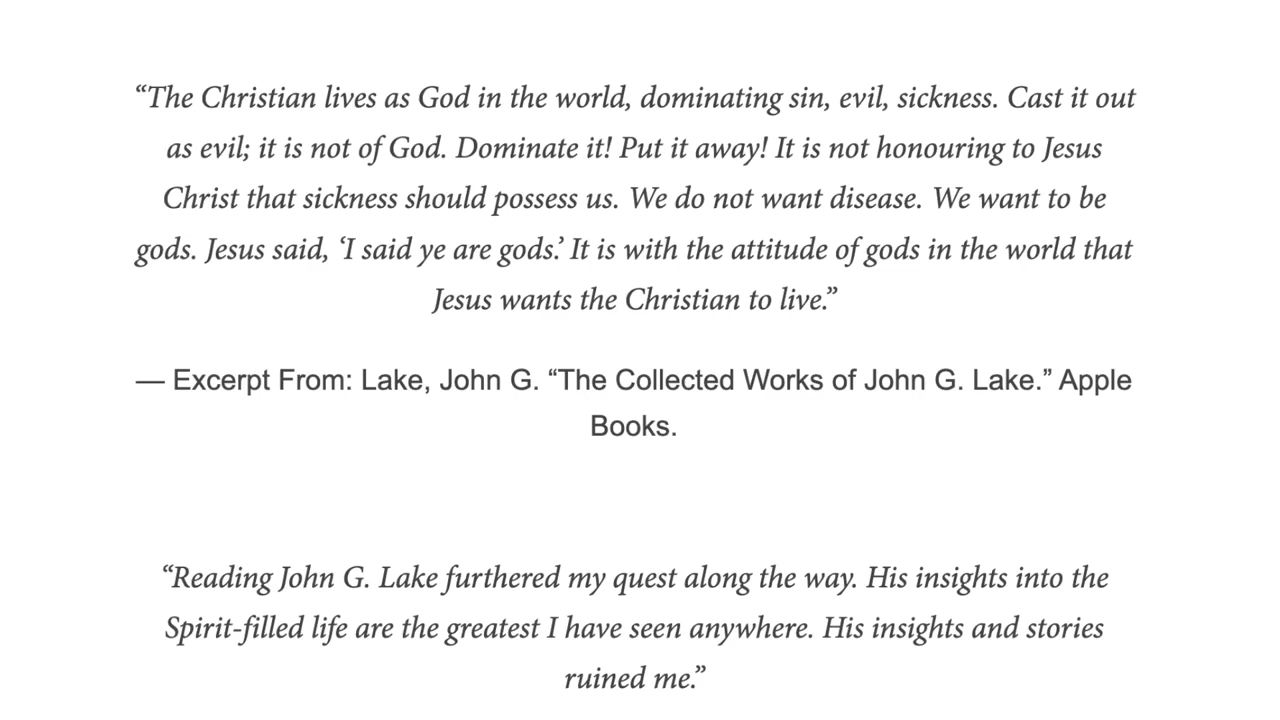 “The Christian lives as God in the world, dominating sin, evil, sickness. Cast it out
as evil; it is not of God. Dominate it! Put it away! It is not honouring to Jesus
Christ that sickness should possess us. We do not want disease. We want to be
gods. Jesus said, ‘I said ye are gods.’ It is with the attitude of gods in the world that
Jesus wants the Christian to live.”
— Excerpt From: Lake, John G. “The Collected Works of John G. Lake.” Apple
Books.
“Reading John G. Lake furthered my quest along the way. His insights into the
Spirit-filled life are the greatest I have seen anywhere. His insights and stories
ruined me.”